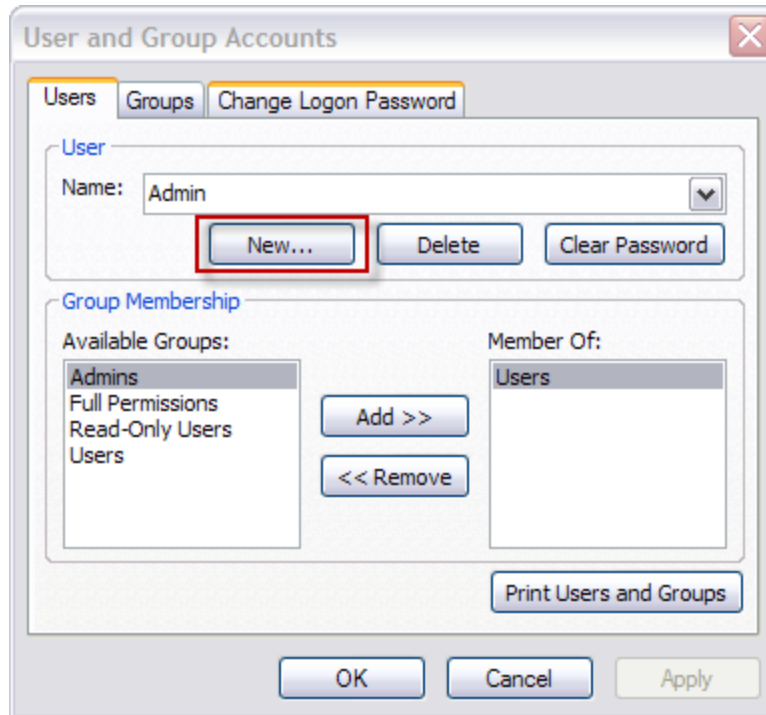 User and Group Accounts
Users Groups Change Logon Password
User
Name: Admin
New... Delete Clear Password
Group Membership
Available Groups: Member Of:
Admins Users
Full Permissions
Read-Only Users
Users
Add >>
<< Remove
Print Users and Groups
OK Cancel Apply